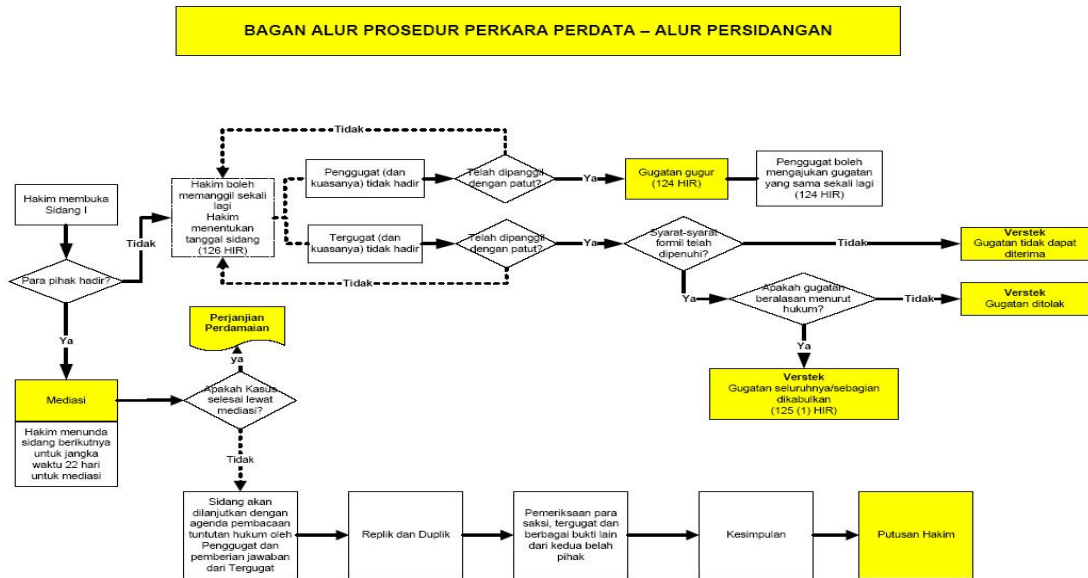 BAGAN ALUR PROSEDUR PERKARA PERDATA – ALUR PERSIDANGAN
Hakim membuka
Sidang I
Para pihak hadir?
Tidak
Ya
Hakim boleh
memanggil sekali
lagi
Hakim
menentukan
tanggal sidang
(126 HIR)
Tidak
Penggugat (dan
kuasanya) tidak hadir
Telah dipanggil
dengan patut?
Ya
Gugatan gugur
(124 HIR)
Penggugat boleh
mengajukan gugatan
yang sama sekali lagi
(124 HIR)
Tergugat (dan
kuasanya) tidak hadir
Telah dipanggil
dengan patut?
Tidak
Ya
Syarat-syarat
formil telah
dipenuhi?
Tidak
Verstek
Gugatan tidak dapat
diterima
Ya
Apakah gugatan
beralasan menurut
hukum?
Tidak
Verstek
Gugatan ditolak
Ya
Verstek
Gugatan seluruhnya/sebagian
dikabulkan
(125 (1) HIR)
Mediasi
Hakim menunda
sidang berikutnya
untuk jangka
waktu 22 hari
untuk mediasi
Apakah Kasus
selesai lewat
mediasi?
ya
Perjanjian
Perdamaian
Tidak
Sidang akan
dilanjutkan dengan
agenda pembacaan
tuntutan hukum oleh
Penggugat dan
pemberian jawaban
dari Tergugat
Replik dan Duplik
Pemeriksaan para
saksi, tergugat dan
berbagai bukti lain
dari kedua belah
pihak
Kesimpulan
Putusan Hakim